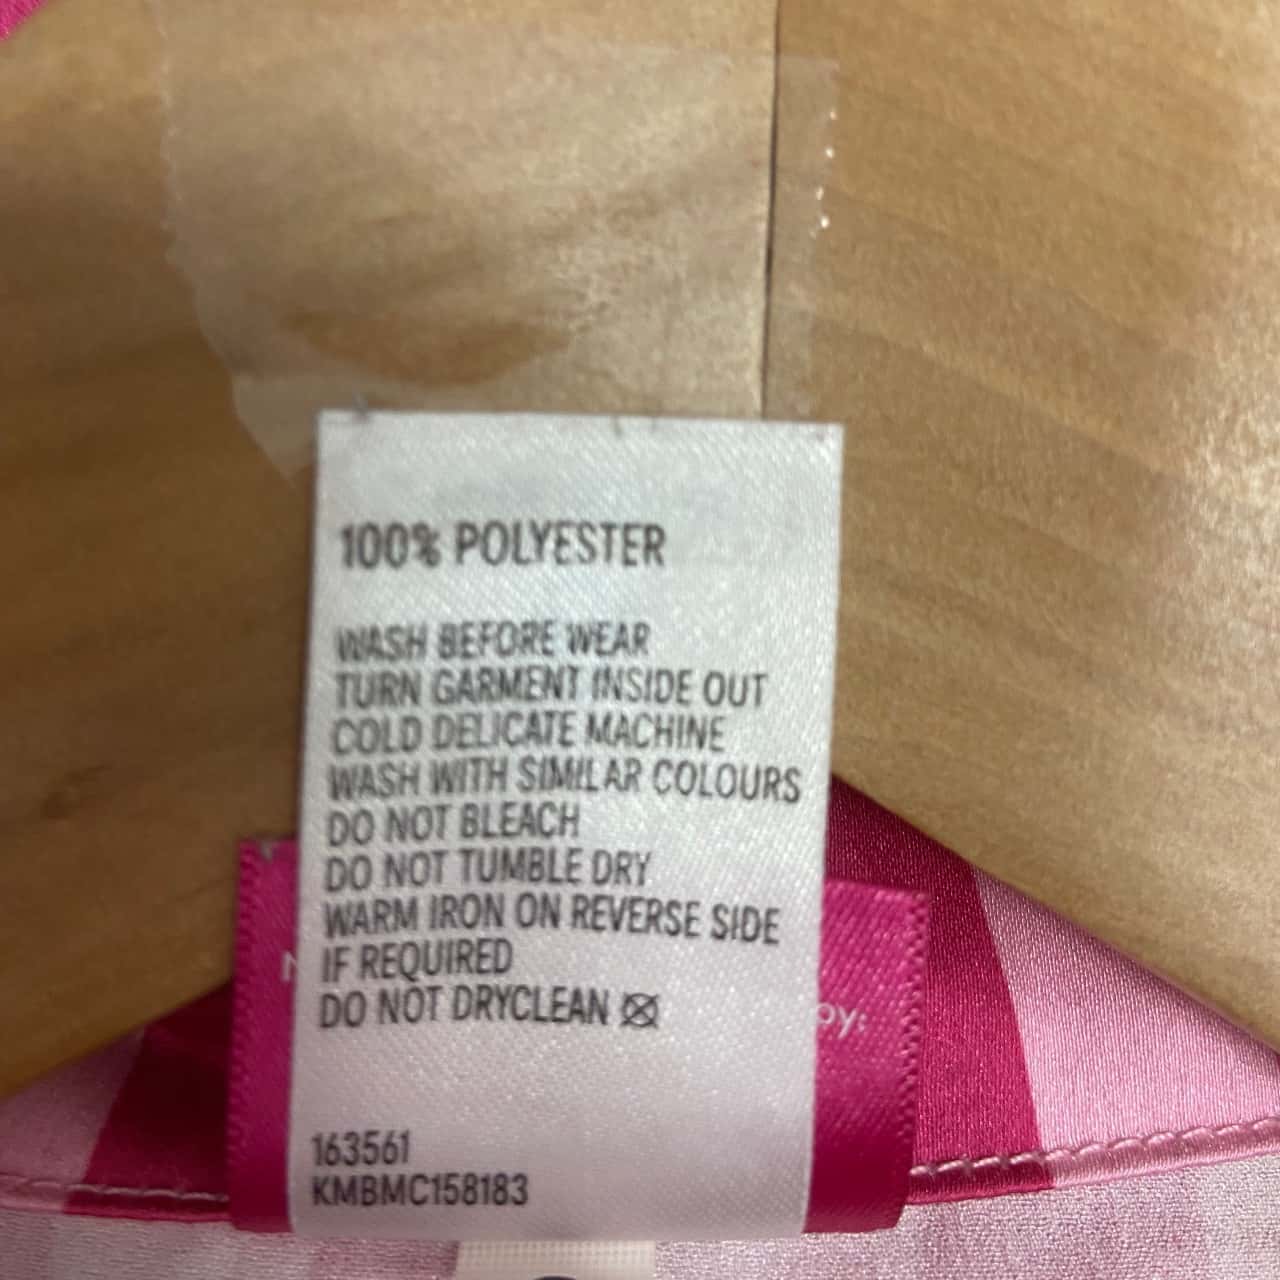 100% POLYESTER
WASH BEFORE WEAR
TURN GARMENT INSIDE OUT
COLD DELICATE MACHINE
WASH WITH SIMILAR COLOURS
DO NOT BLEACH
DO NOT TUMBLE DRY
WARM IRON ON REVERSE SIDE
IF REQUIRED
DO NOT DRYCLEAN
163561
KMBMC158183